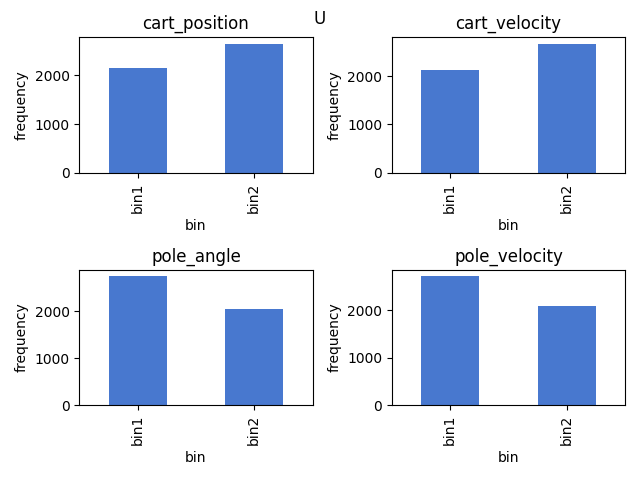 U
cart_position
frequency
2000
1000
0
bin1
bin2
bin
cart_velocity
frequency
2000
1000
0
bin1
bin2
bin
pole_angle
frequency
2000
1000
0
bin1
bin2
bin
pole_velocity
frequency
2000
1000
0
bin1
bin2
bin